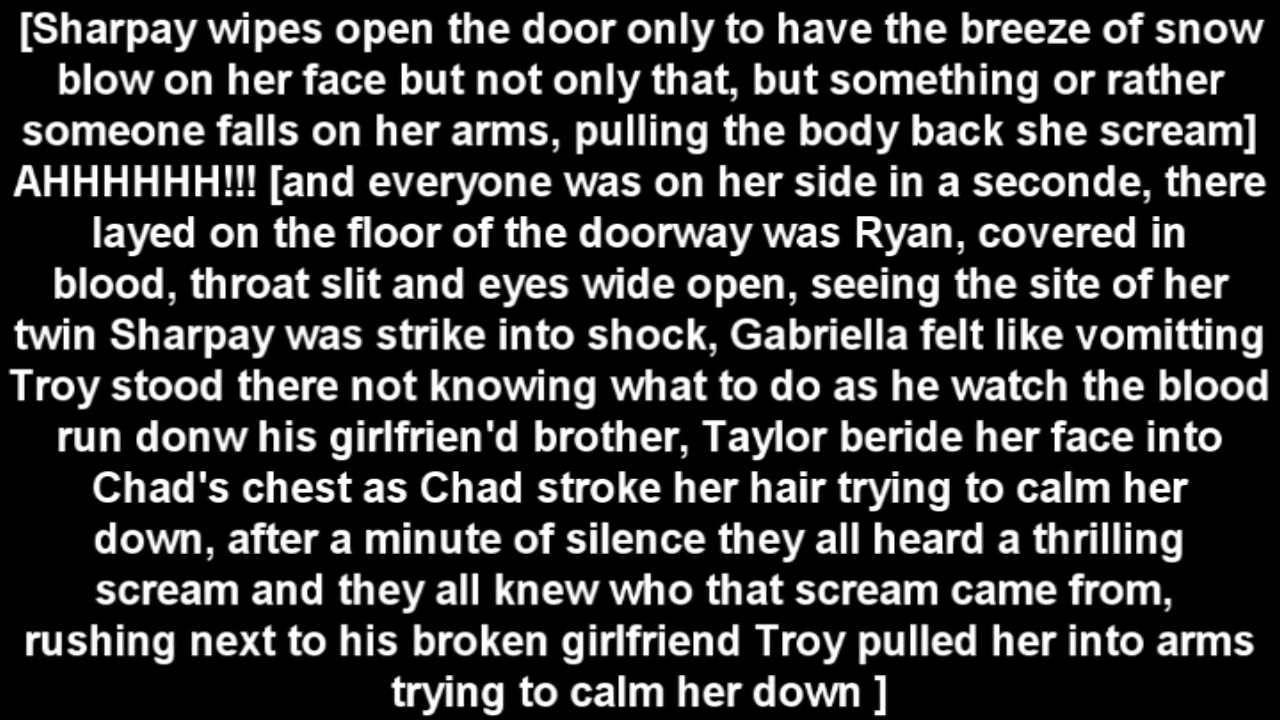 [Sharpay wipes open the door only to have the breeze of snow
blow on her face but not only that, but something or rather
someone falls on her arms, pulling the body back she scream]
AHHHHHH!!! [and everyone was on her side in a seconde, there
layed on the floor of the doorway was Ryan, covered in
blood, throat slit and eyes wide open, seeing the site of her
twin Sharpay was strike into shock, Gabriella felt like vomitting
Troy stood there not knowing what to do as he watch the blood
run donw his girlfrien'd brother, Taylor beride her face into
Chad's chest as Chad stroke her hair trying to calm her
down, after a minute of silence they all heard a thrilling
scream and they all knew who that scream came from,
rushing next to his broken girlfriend Troy pulled her into arms
trying to calm her down ]